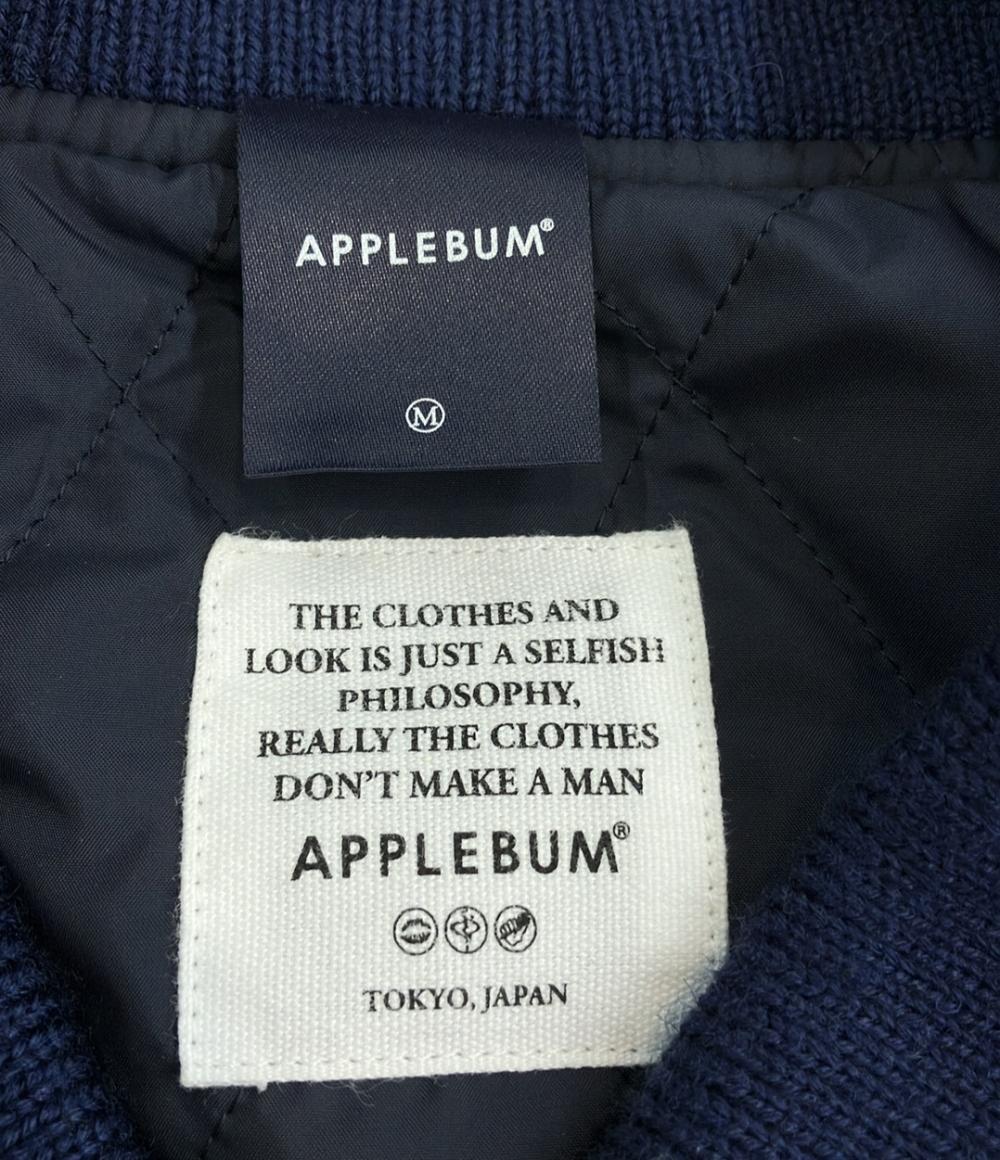 APPLEBUM®
M
THE CLOTHES AND
LOOK IS JUST A SELFISH
PHILOSOPHY,
REALLY THE CLOTHES
DON'T MAKE A MAN
APPLEBUM®
TOKYO, JAPAN